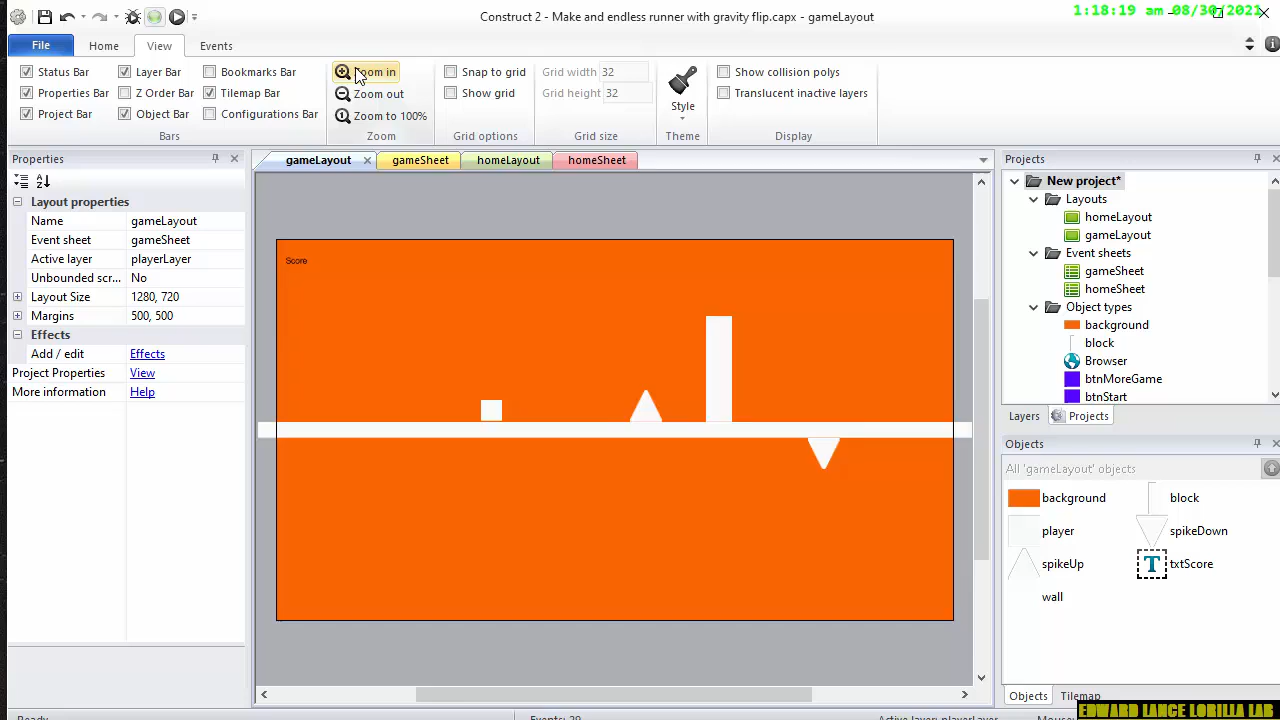 Construct 2 - Make and endless runner with gravity flip.capx - gameLayout
1:18:19 am 08/30/2021
File Home View Events
Status Bar Layer Bar Bookmarks Bar
Properties Bar Z Order Bar Tilemap Bar
Project Bar Object Bar Configurations Bar
Bars
Zoom in
Zoom out
Zoom to 100%
Zoom
Snap to grid
Show grid
Grid options
Grid width 32
Grid height 32
Grid size
Style
Theme
Show collision polys
Translucent inactive layers
Display
Properties
Layout properties
Name gameLayout
Event sheet gameSheet
Active layer playerLayer
Unbounded scr... No
Layout Size 1280, 720
Margins 500, 500
Effects
Add / edit Effects
Project Properties View
More information Help
gameLayout gameSheet homeLayout homeSheet
Score
Projects
New project*
Layouts
homeLayout
gameLayout
Event sheets
gameSheet
homeSheet
Object types
background
block
Browser
btnMoreGame
btnStart
Layers Projects
Objects
All 'gameLayout' objects
background block
player spikeDown
spikeUp txtScore
wall
Objects Tilemap
Ready Events: 29 Active layer: playerLayer Mouse
EDWARD LANCE LORILLA LAB